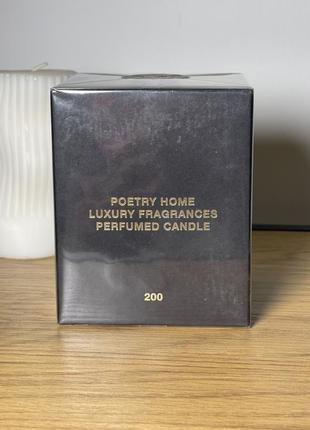 POETRY HOME
LUXURY FRAGRANCES
PERFUMED CANDLE
200